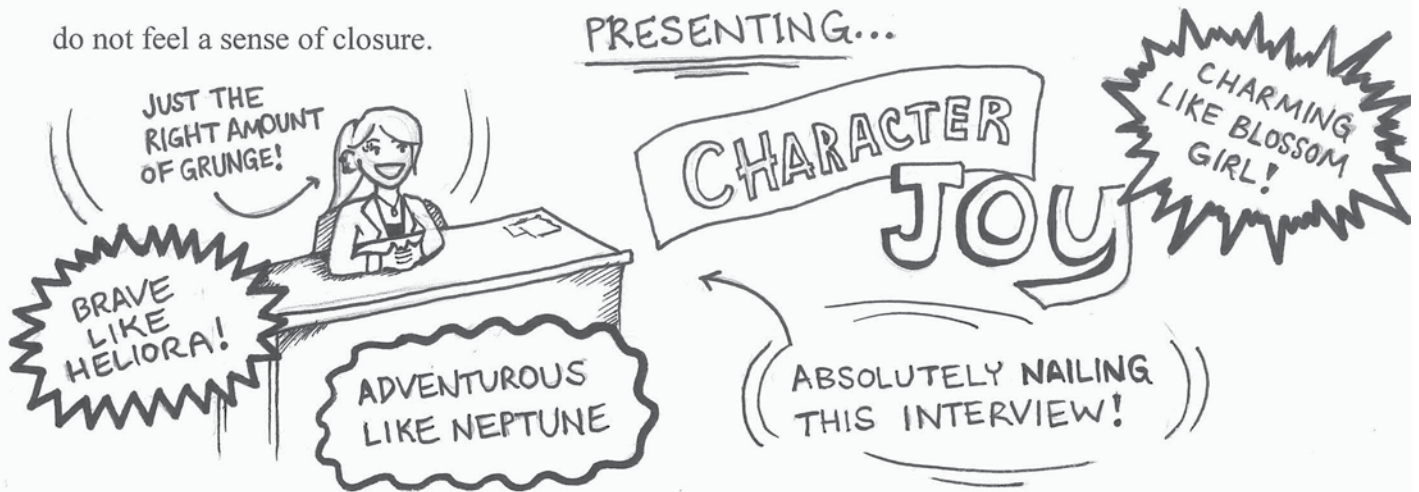 do not feel a sense of closure.
PRESENTING...
JUST THE
RIGHT AMOUNT
OF GRUNGE!
CHARACTER
JOY
CHARMING
LIKE BLOSSOM
GIRL!
BRAVE
LIKE
HELIORA!
ADVENTUROUS
LIKE NEPTUNE
ABSOLUTELY NAILING
THIS INTERVIEW!